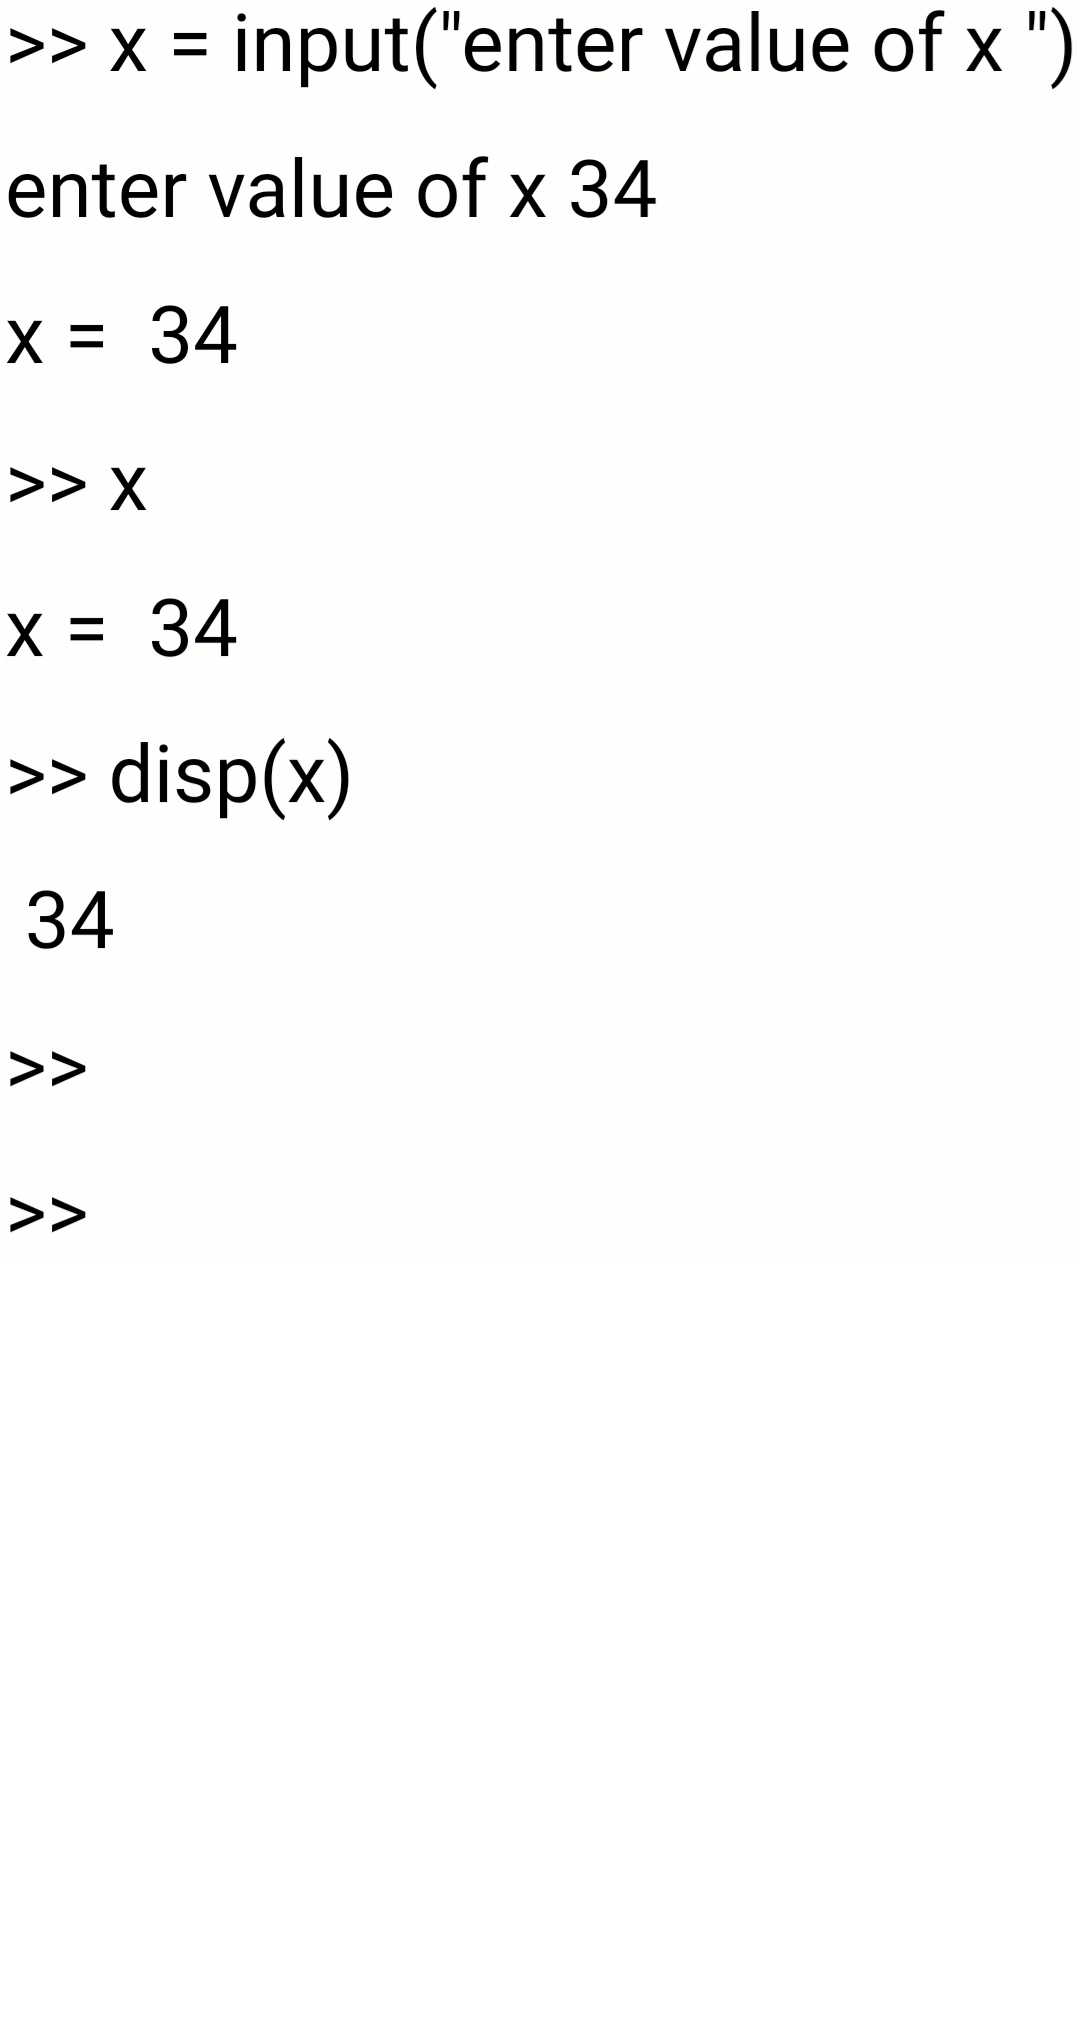 >> x = input("enter value of x ")
enter value of x 34
x =  34
>> x
x =  34
>> disp(x)
 34
>>
>>